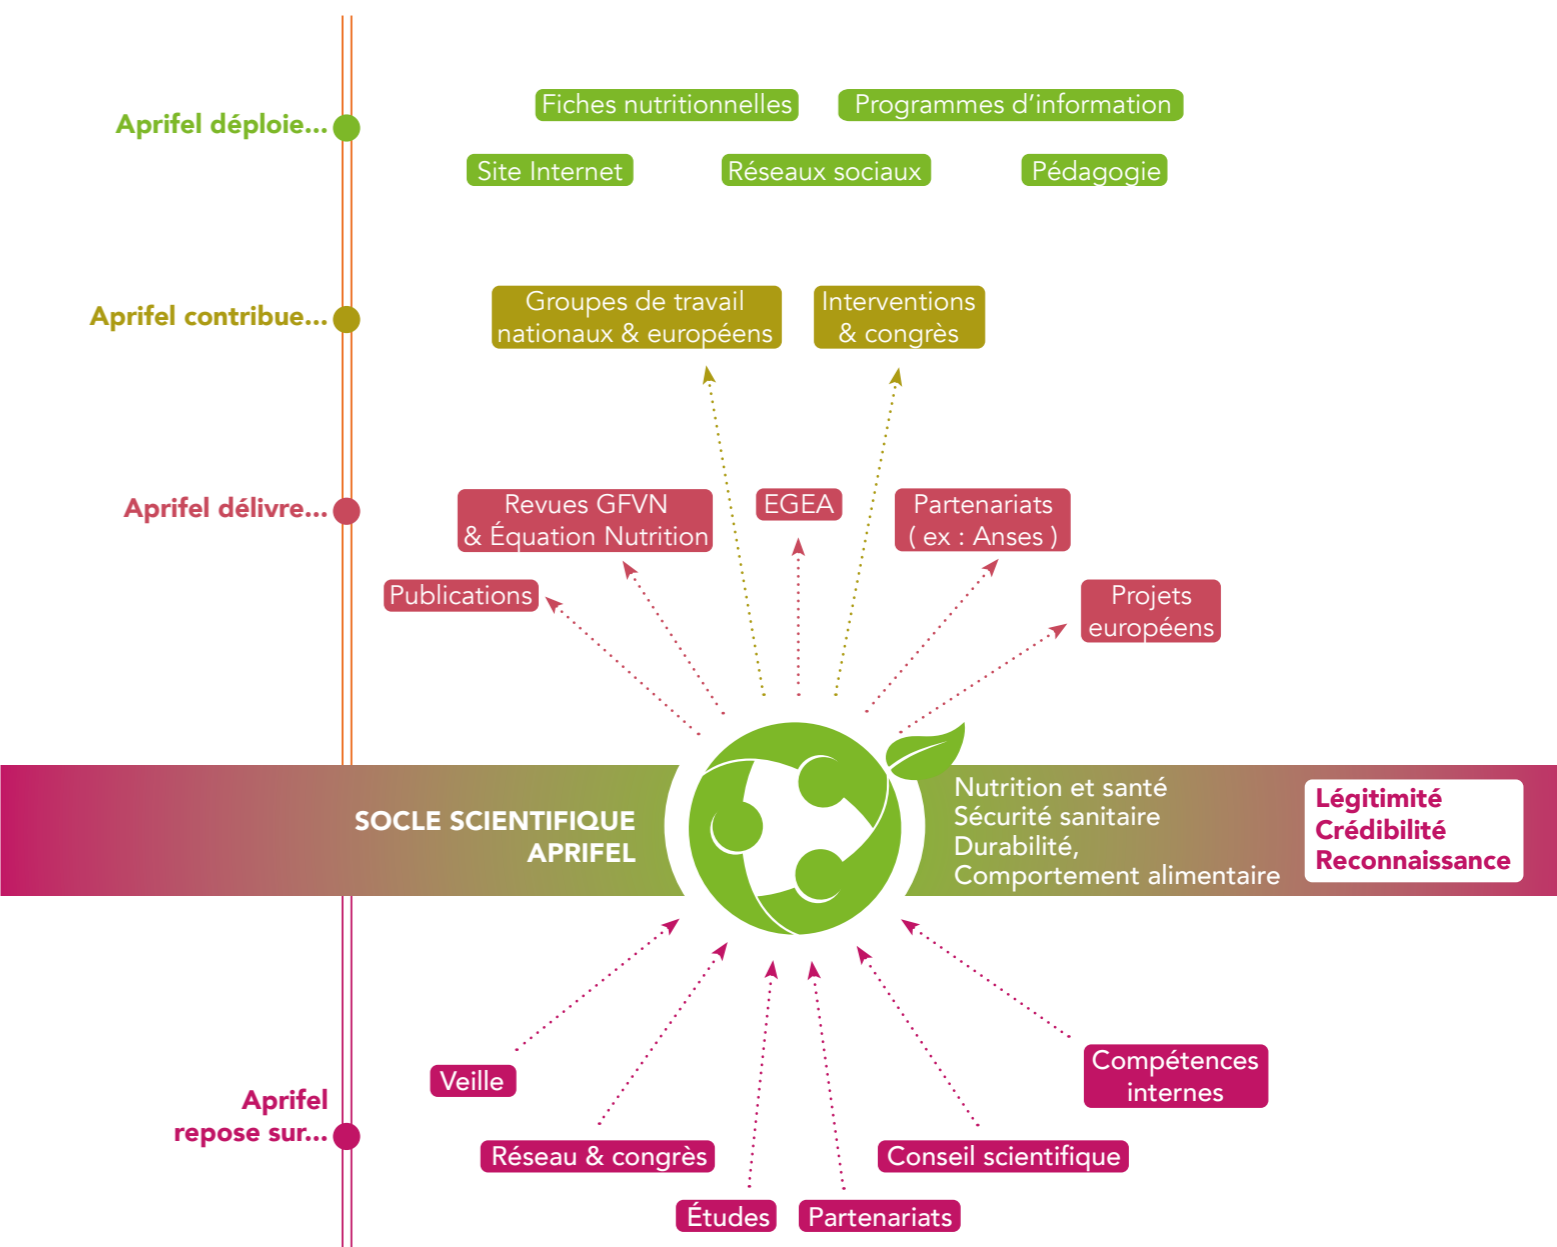 Aprifel déploie...
Fiches nutritionnelles
Programmes d’information
Site Internet
Réseaux sociaux
Pédagogie
Aprifel contribue...
Groupes de travail
nationaux & européens
Interventions
& congrès
Aprifel délivre...
Revues GFVN
& Équation Nutrition
EGEA
Partenariats
( ex : Anses )
Publications
Projets
européens
SOCLE SCIENTIFIQUE
APRIFEL
Nutrition et santé
Sécurité sanitaire
Durabilité,
Comportement alimentaire
Légitimité
Crédibilité
Reconnaissance
Aprifel
repose sur...
Veille
Compétences
internes
Réseau & congrès
Conseil scientifique
Études
Partenariats